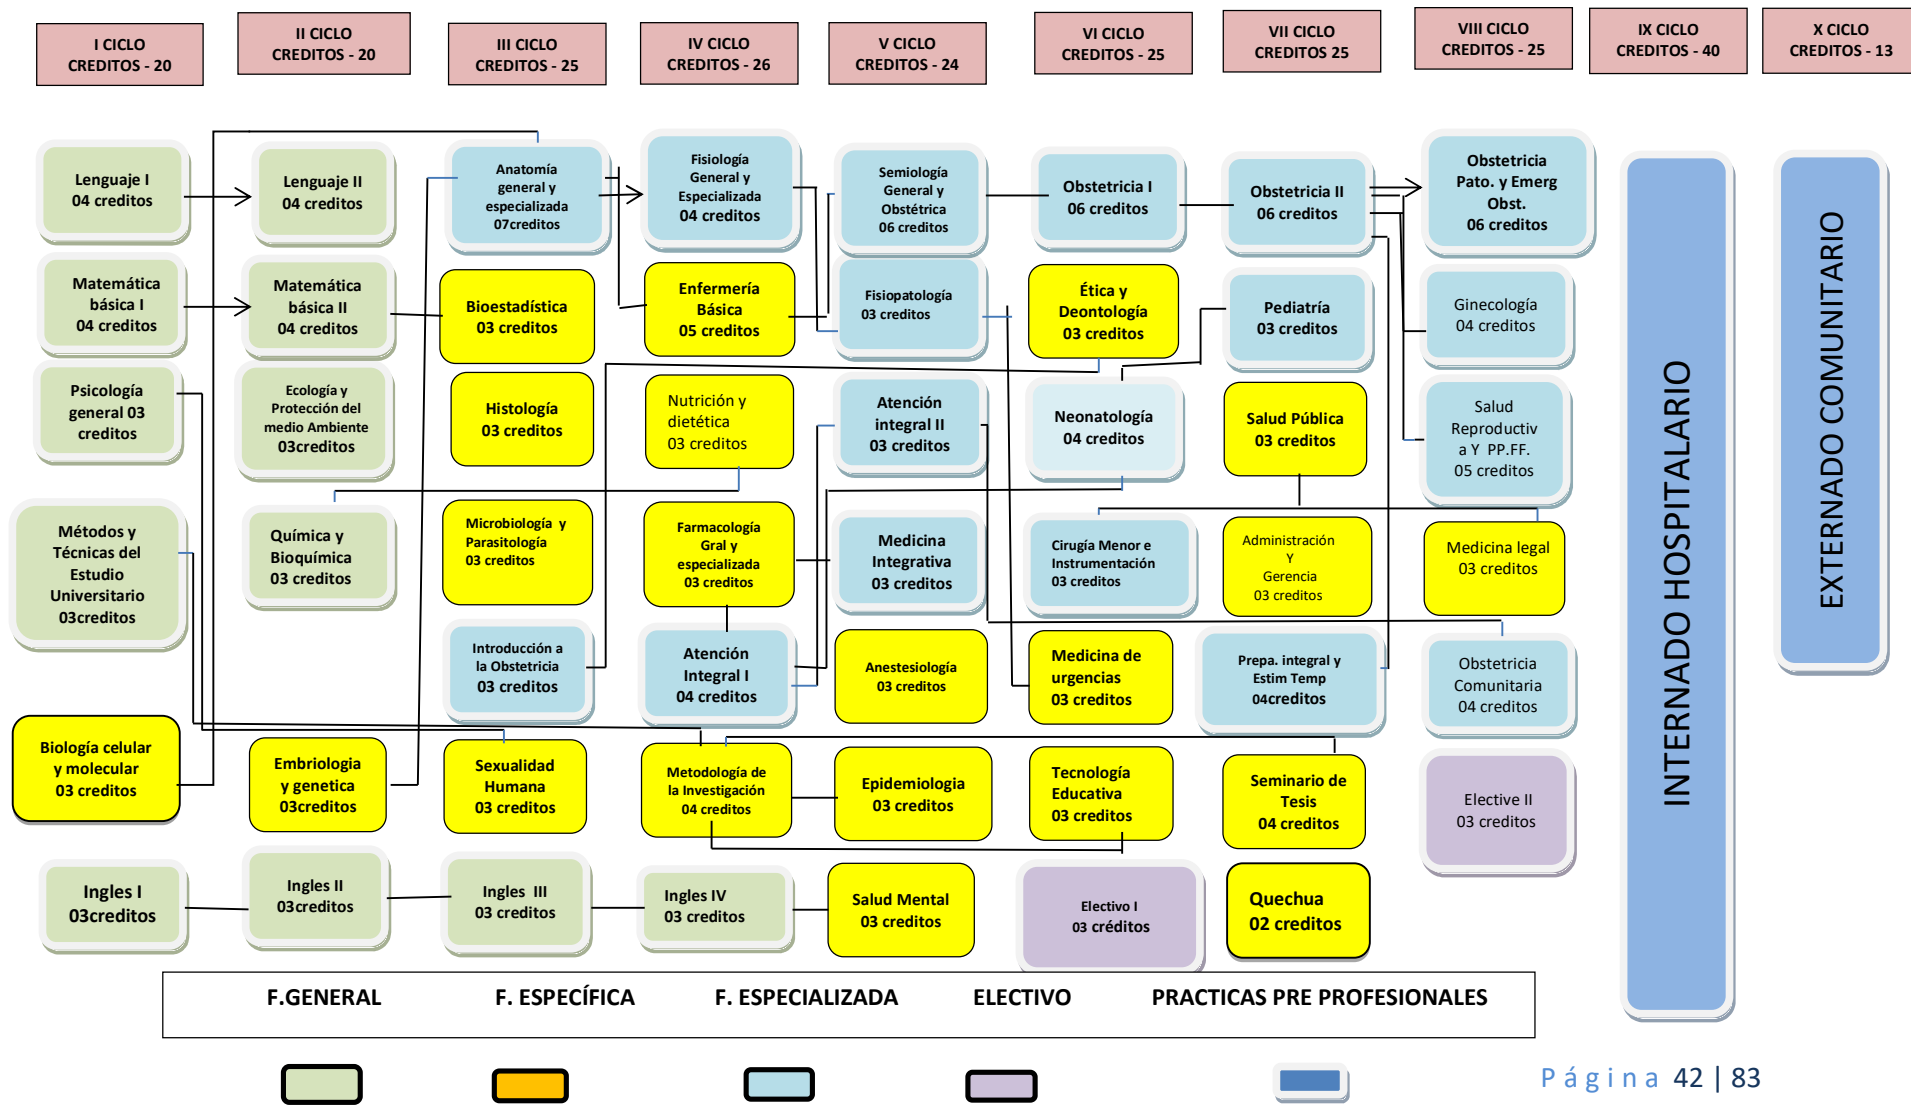 I CICLO
CREDITOS - 20
II CICLO
CREDITOS - 20
III CICLO
CREDITOS - 25
IV CICLO
CREDITOS - 26
V CICLO
CREDITOS - 24
VI CICLO
CREDITOS - 25
VII CICLO
CREDITOS 25
VIII CICLO
CREDITOS - 25
IX CICLO
CREDITOS - 40
X CICLO
CREDITOS - 13
Lenguaje I
04 creditos
Lenguaje II
04 creditos
Anatomía
general y
especializada
07creditos
Fisiología
General y
Especializada
04 creditos
Semiología
General y
Obstétrica
06 creditos
Obstetricia I
06 creditos
Obstetricia II
06 creditos
Obstetricia
Pato. y Emerg
Obst.
06 creditos
Matemática
básica I
04 creditos
Matemática
básica II
04 creditos
Bioestadística
03 creditos
Enfermería
Básica
05 creditos
Fisiopatología
03 creditos
Ética y
Deontología
03 creditos
Pediatría
03 creditos
Ginecología
04 creditos
Psicología
general 03
creditos
Ecología y
Protección del
medio Ambiente
03creditos
Histología
03 creditos
Nutrición y
dietética
03 creditos
Atención
integral II
03 creditos
Neonatología
04 creditos
Salud Pública
03 creditos
Salud
Reproductiv
a Y PP.FF.
05 creditos
Métodos y
Técnicas del
Estudio
Universitario
03creditos
Química y
Bioquímica
03 creditos
Microbiología y
Parasitología
03 creditos
Farmacología
Gral y
especializada
03 creditos
Medicina
Integrativa
03 creditos
Cirugía Menor e
Instrumentación
03 creditos
Administración
Y
Gerencia
03 creditos
Medicina legal
03 creditos
Introducción a
la Obstetricia
03 creditos
Atención
Integral I
04 creditos
Anestesiología
03 creditos
Medicina de
urgencias
03 creditos
Prepa. integral y
Estim Temp
04creditos
Obstetricia
Comunitaria
04 creditos
Biología celular
y molecular
03 creditos
Embriologia
y genetica
03creditos
Sexualidad
Humana
03 creditos
Metodología de
la Investigación
04 creditos
Epidemiologia
03 creditos
Tecnología
Educativa
03 creditos
Seminario de
Tesis
04 creditos
Elective II
03 creditos
Ingles I
03creditos
Ingles II
03creditos
Ingles III
03 creditos
Ingles IV
03 creditos
Salud Mental
03 creditos
Electivo I
03 créditos
Quechua
02 creditos
INTERNADO HOSPITALARIO
EXTERNADO COMUNITARIO
F.GENERAL F. ESPECÍFICA F. ESPECIALIZADA ELECTIVO PRACTICAS PRE PROFESIONALES
Página 42 | 83